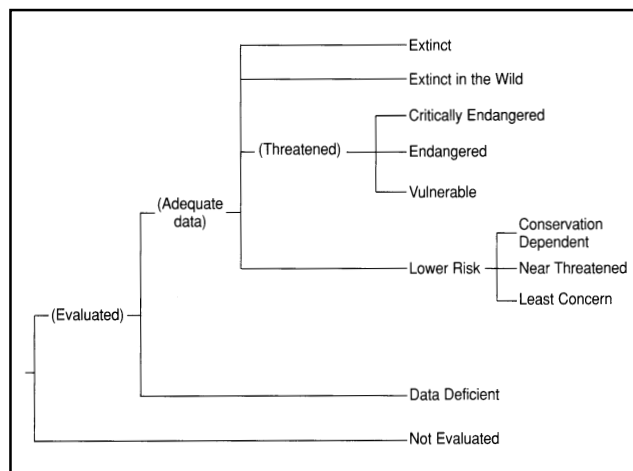 Extinct
Extinct in the Wild
Critically Endangered
(Threatened)
Endangered
Vulnerable
(Adequate
data)
Conservation
Dependent
Lower Risk
Near Threatened
Least Concern
(Evaluated)
Data Deficient
Not Evaluated